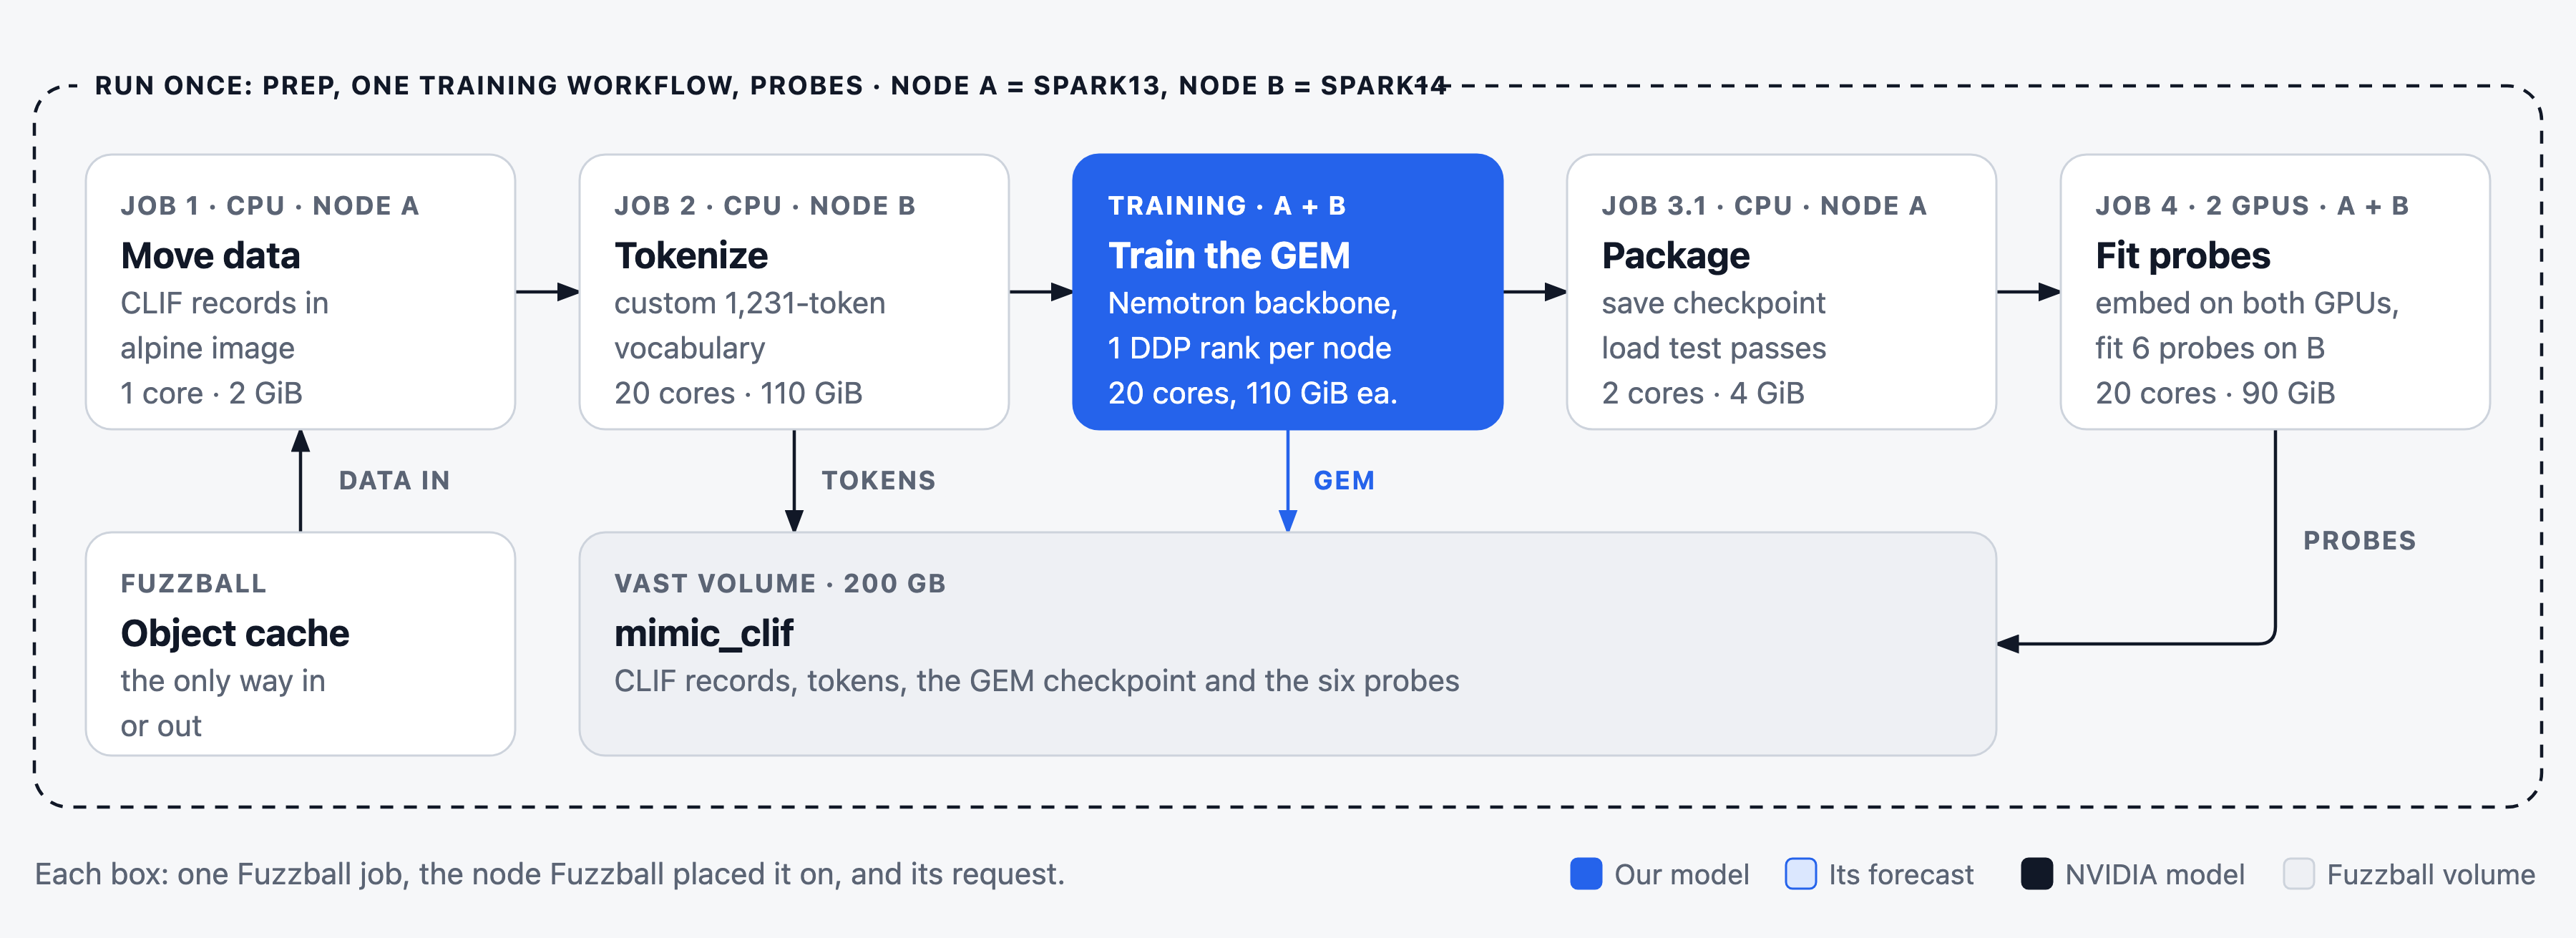 RUN ONCE: PREP, ONE TRAINING WORKFLOW, PROBES · NODE A = SPARK13, NODE B = SPARK14
JOB 1 · CPU · NODE A
Move data
CLIF records in
alpine image
1 core · 2 GiB
JOB 2 · CPU · NODE B
Tokenize
custom 1,231-token
vocabulary
20 cores · 110 GiB
TRAINING · A + B
Train the GEM
Nemotron backbone,
1 DDP rank per node
20 cores, 110 GiB ea.
JOB 3.1 · CPU · NODE A
Package
save checkpoint
load test passes
2 cores · 4 GiB
JOB 4 · 2 GPUS · A + B
Fit probes
embed on both GPUs,
fit 6 probes on B
20 cores · 90 GiB
DATA IN
TOKENS
GEM
PROBES
FUZZBALL
Object cache
the only way in
or out
VAST VOLUME · 200 GB
mimic_clif
CLIF records, tokens, the GEM checkpoint and the six probes
Each box: one Fuzzball job, the node Fuzzball placed it on, and its request.
Our model
Its forecast
NVIDIA model
Fuzzball volume